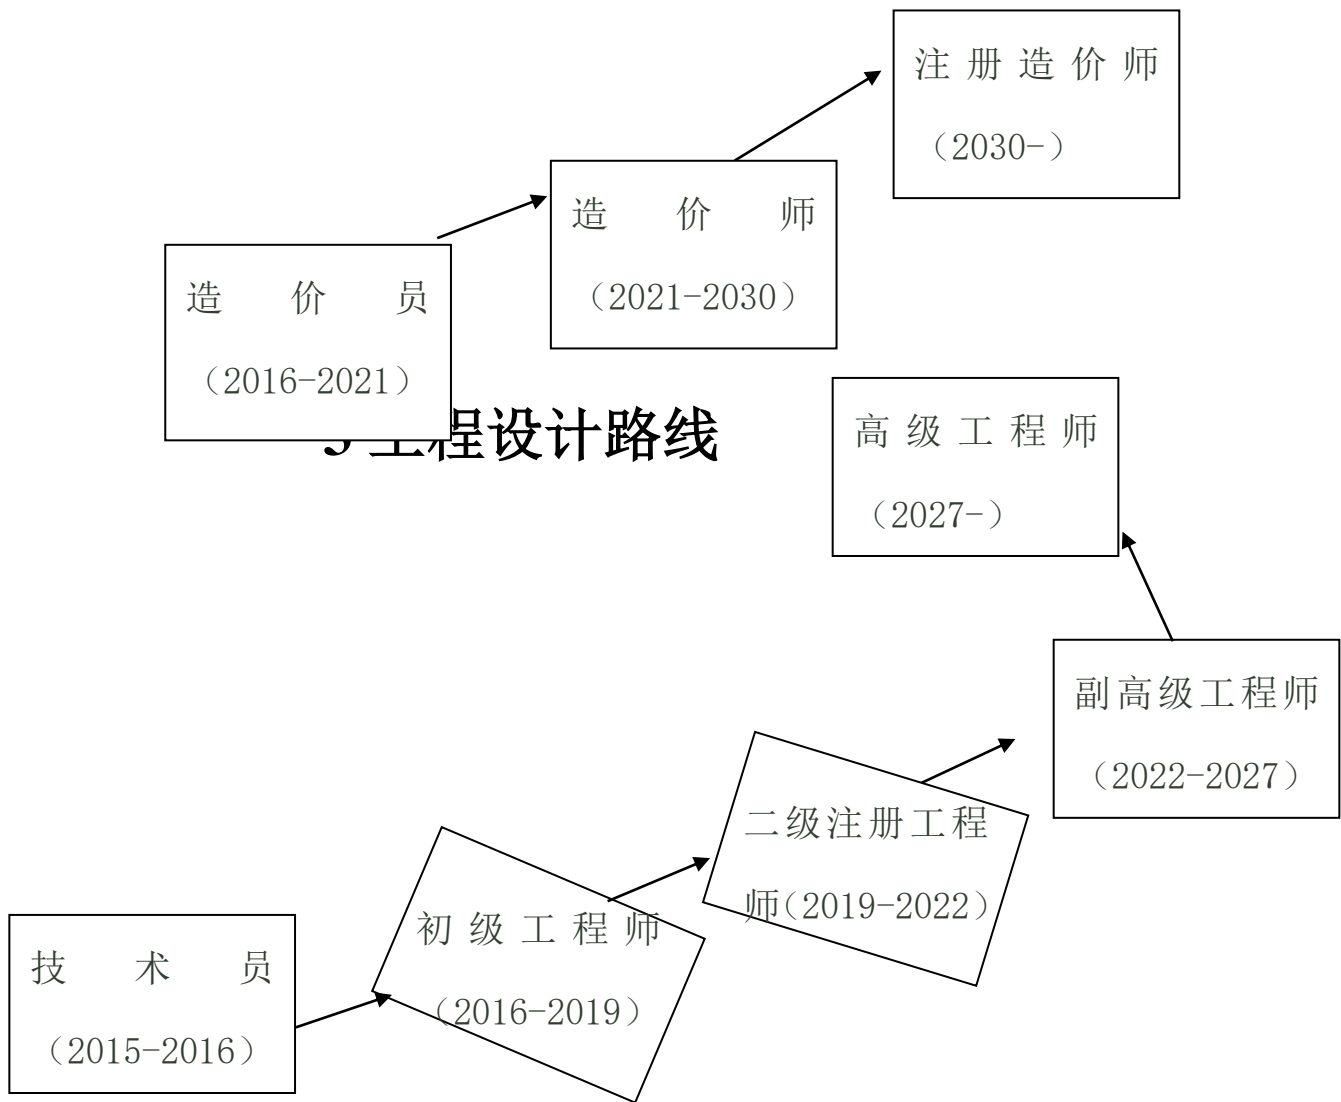 注册造价师
（2030-）
造价师
（2021-2030）
造价员
（2016-2021）
工程设计路线
高级工程师
（2027-）
副高级工程师
（2022-2027）
二级注册工程
师（2019-2022）
初级工程师
（2016-2019）
技术员
（2015-2016）